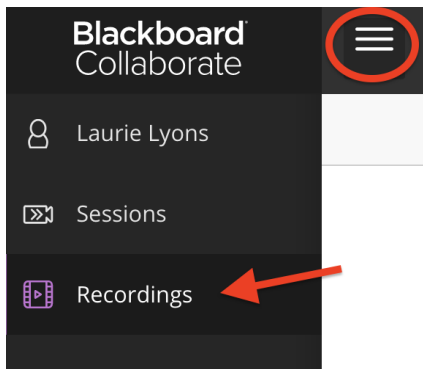 Blackboard
Collaborate
Laurie Lyons
Sessions
Recordings